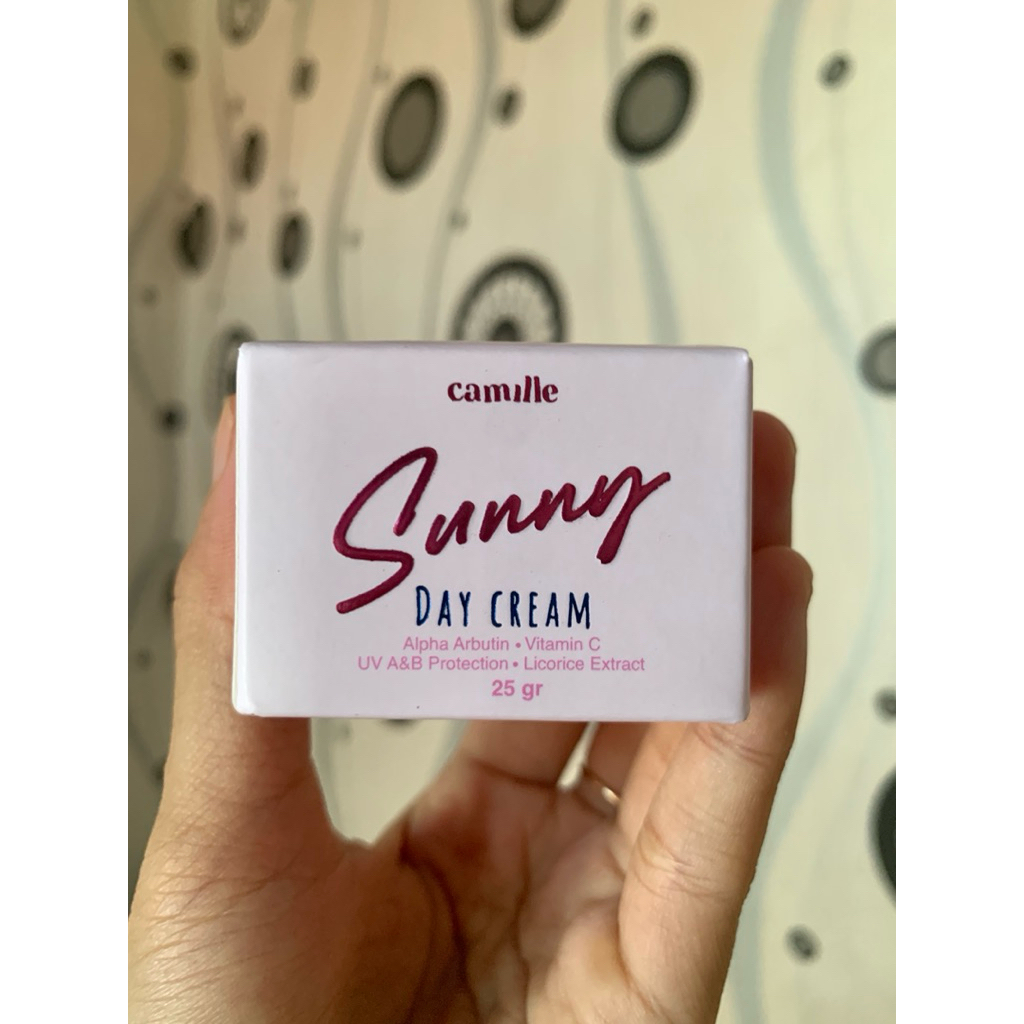 camille
Sunny
DAY CREAM
Alpha Arbutin • Vitamin C
UV A&B Protection • Licorice Extract
25 gr